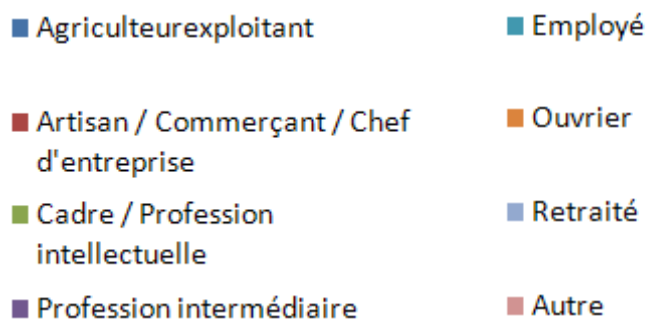 Agriculteurexploitant
Employé
Artisan / Commerçant / Chef
d'entreprise
Ouvrier
Cadre / Profession
intellectuelle
Retraité
Profession intermédiaire
Autre